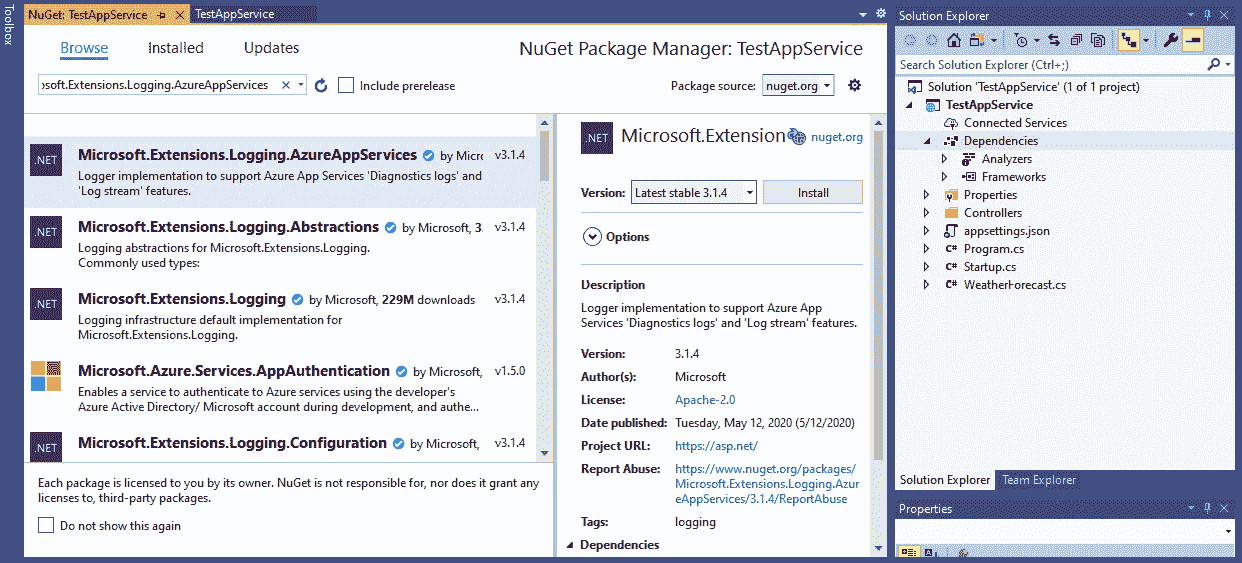 Toolbox
NuGet: TestAppService
TestAppService
Browse
Installed
Updates
NuGet Package Manager: TestAppService
osoft.Extensions.Logging.AzureAppServices
Include prerelease
Package source:
nuget.org
.NET
Microsoft.Extensions.Logging.AzureAppServices
by Micr
v3.1.4
Logger implementation to support Azure App Services 'Diagnostics logs' and
'Log stream' features.
.NET
Microsoft.Extensions.Logging.Abstractions
by Microsoft, 3
v3.1.4
Logging abstractions for Microsoft.Extensions.Logging.
Commonly used types:
.NET
Microsoft.Extensions.Logging
by Microsoft, 229M downloads
v3.1.4
Logging infrastructure default implementation for
Microsoft.Extensions.Logging.
Microsoft.Azure.Services.AppAuthentication
by Microsoft,
v1.5.0
Enables a service to authenticate to Azure services using the developer's
Azure Active Directory/ Microsoft account during development, and authe...
.NET
Microsoft.Extensions.Logging.Configuration
by Microsoft,
v3.1.4
Each package is licensed to you by its owner. NuGet is not responsible for, nor does it grant any
licenses to, third-party packages.
Do not show this again
.NET
Microsoft.Extension
nuget.org
Version:
Latest stable 3.1.4
Install
Options
Description
Logger implementation to support Azure App
Services 'Diagnostics logs' and 'Log stream' features.
Version: 3.1.4
Author(s): Microsoft
License: Apache-2.0
Date published: Tuesday, May 12, 2020 (5/12/2020)
Project URL: https://asp.net/
Report Abuse: https://www.nuget.org/packages/
Microsoft.Extensions.Logging.Azur
eAppServices/3.1.4/ReportAbuse
Tags: logging
Dependencies
Solution Explorer
Search Solution Explorer (Ctrl+;)
Solution 'TestAppService' (1 of 1 project)
TestAppService
Connected Services
Dependencies
Analyzers
Frameworks
Properties
Controllers
appsettings.json
C# Program.cs
C# Startup.cs
C# WeatherForecast.cs
Solution Explorer
Team Explorer
Properties